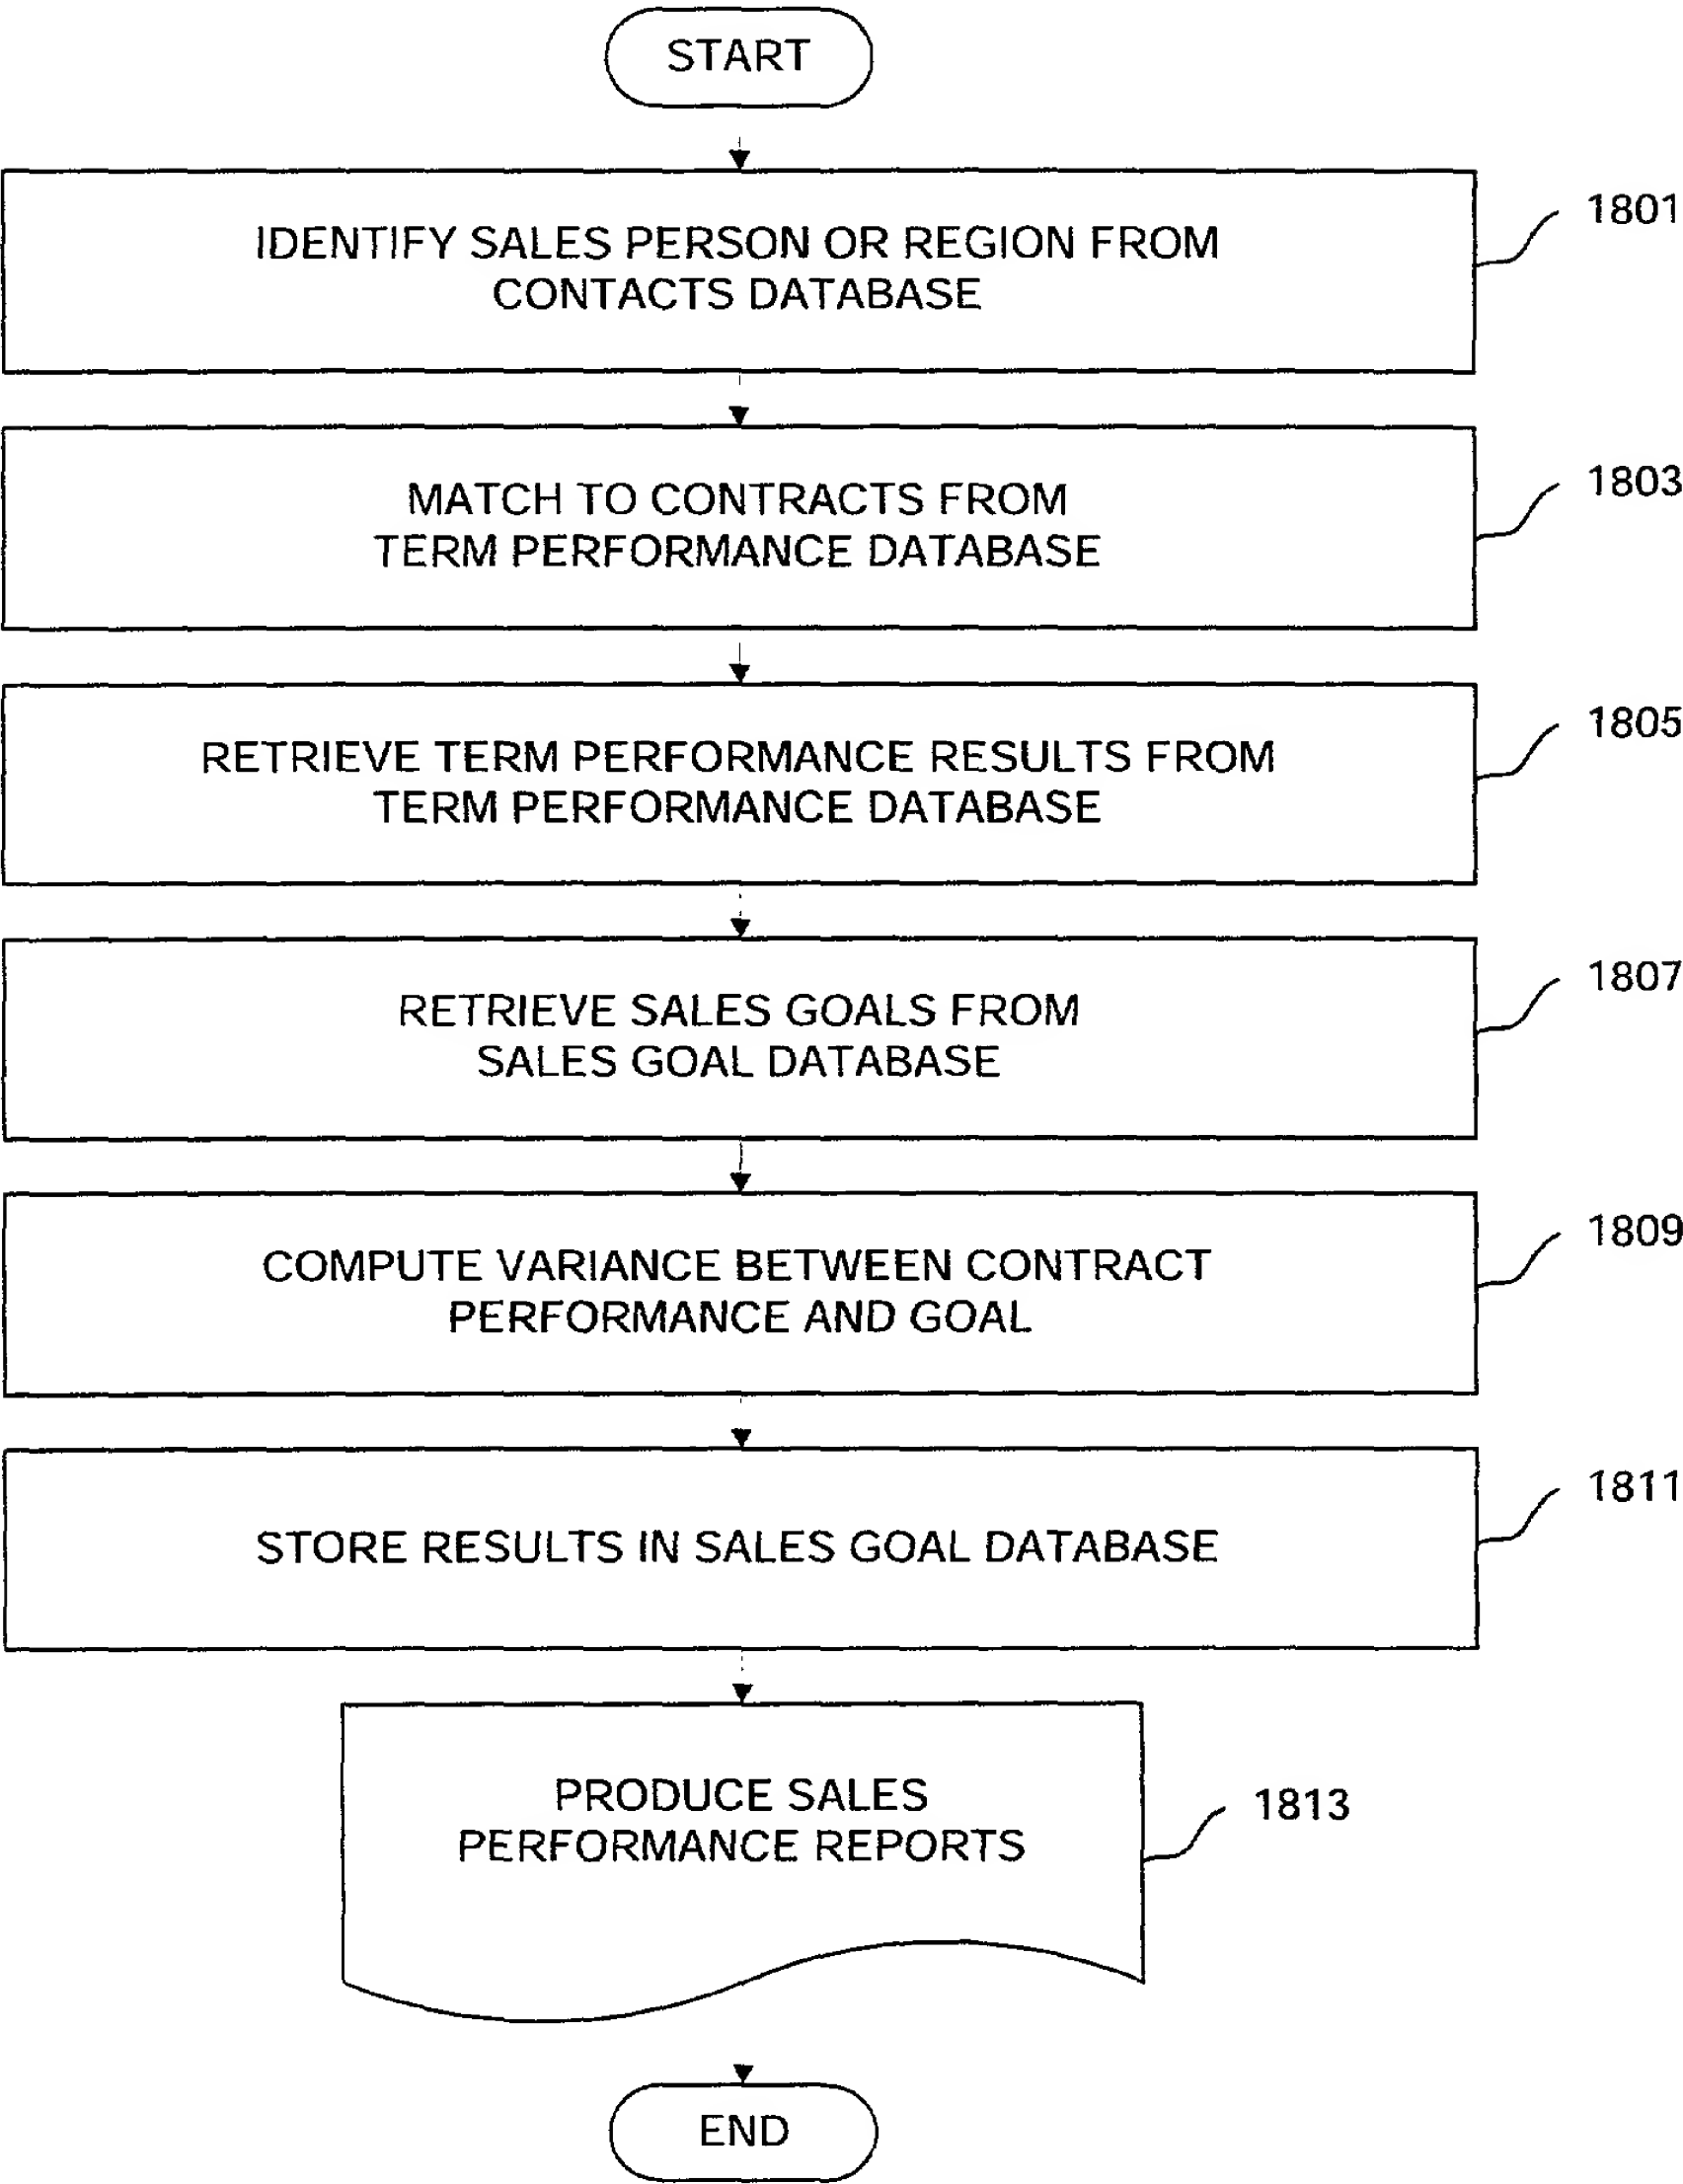 START
IDENTIFY SALES PERSON OR REGION FROM
CONTACTS DATABASE
1801
MATCH TO CONTRACTS FROM
TERM PERFORMANCE DATABASE
1803
RETRIEVE TERM PERFORMANCE RESULTS FROM
TERM PERFORMANCE DATABASE
1805
RETRIEVE SALES GOALS FROM
SALES GOAL DATABASE
1807
COMPUTE VARIANCE BETWEEN CONTRACT
PERFORMANCE AND GOAL
1809
STORE RESULTS IN SALES GOAL DATABASE
1811
PRODUCE SALES
PERFORMANCE REPORTS
1813
END